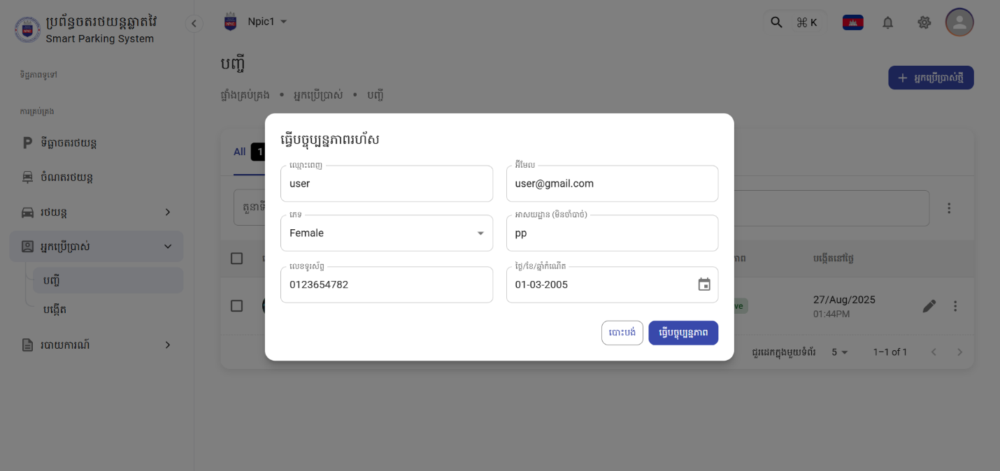 ប្រព័ន្ធចតរថយន្តឆ្លាតវៃ
Smart Parking System
Npic1
⌘ K
ទិដ្ឋភាពទូទៅ
ការគ្រប់គ្រង
ទីធ្លាចតរថយន្ត
ចំណតរថយន្ត
រថយន្ត
អ្នកប្រើប្រាស់
បញ្ជី
បង្កើត
របាយការណ៍
បញ្ជី
ផ្ទាំងគ្រប់គ្រង • អ្នកប្រើប្រាស់ • បញ្ជី
+ អ្នកប្រើប្រាស់ថ្មី
All 1
ធ្វើបច្ចុប្បន្នភាពរហ័ស
ឈ្មោះពេញ
user
អ៊ីមែល
user@gmail.com
ភេទ
Female
អាសយដ្ឋាន (មិនចាំបាច់)
pp
លេខទូរស័ព្ទ
0123654782
ថ្ងៃ/ខែ/ឆ្នាំកំណើត
01-03-2005
បោះបង់
ធ្វើបច្ចុប្បន្នភាព
បង្កើតនៅថ្ងៃ
27/Aug/2025
01:44PM
ជួរដេកក្នុងមួយទំព័រ 5 1–1 of 1